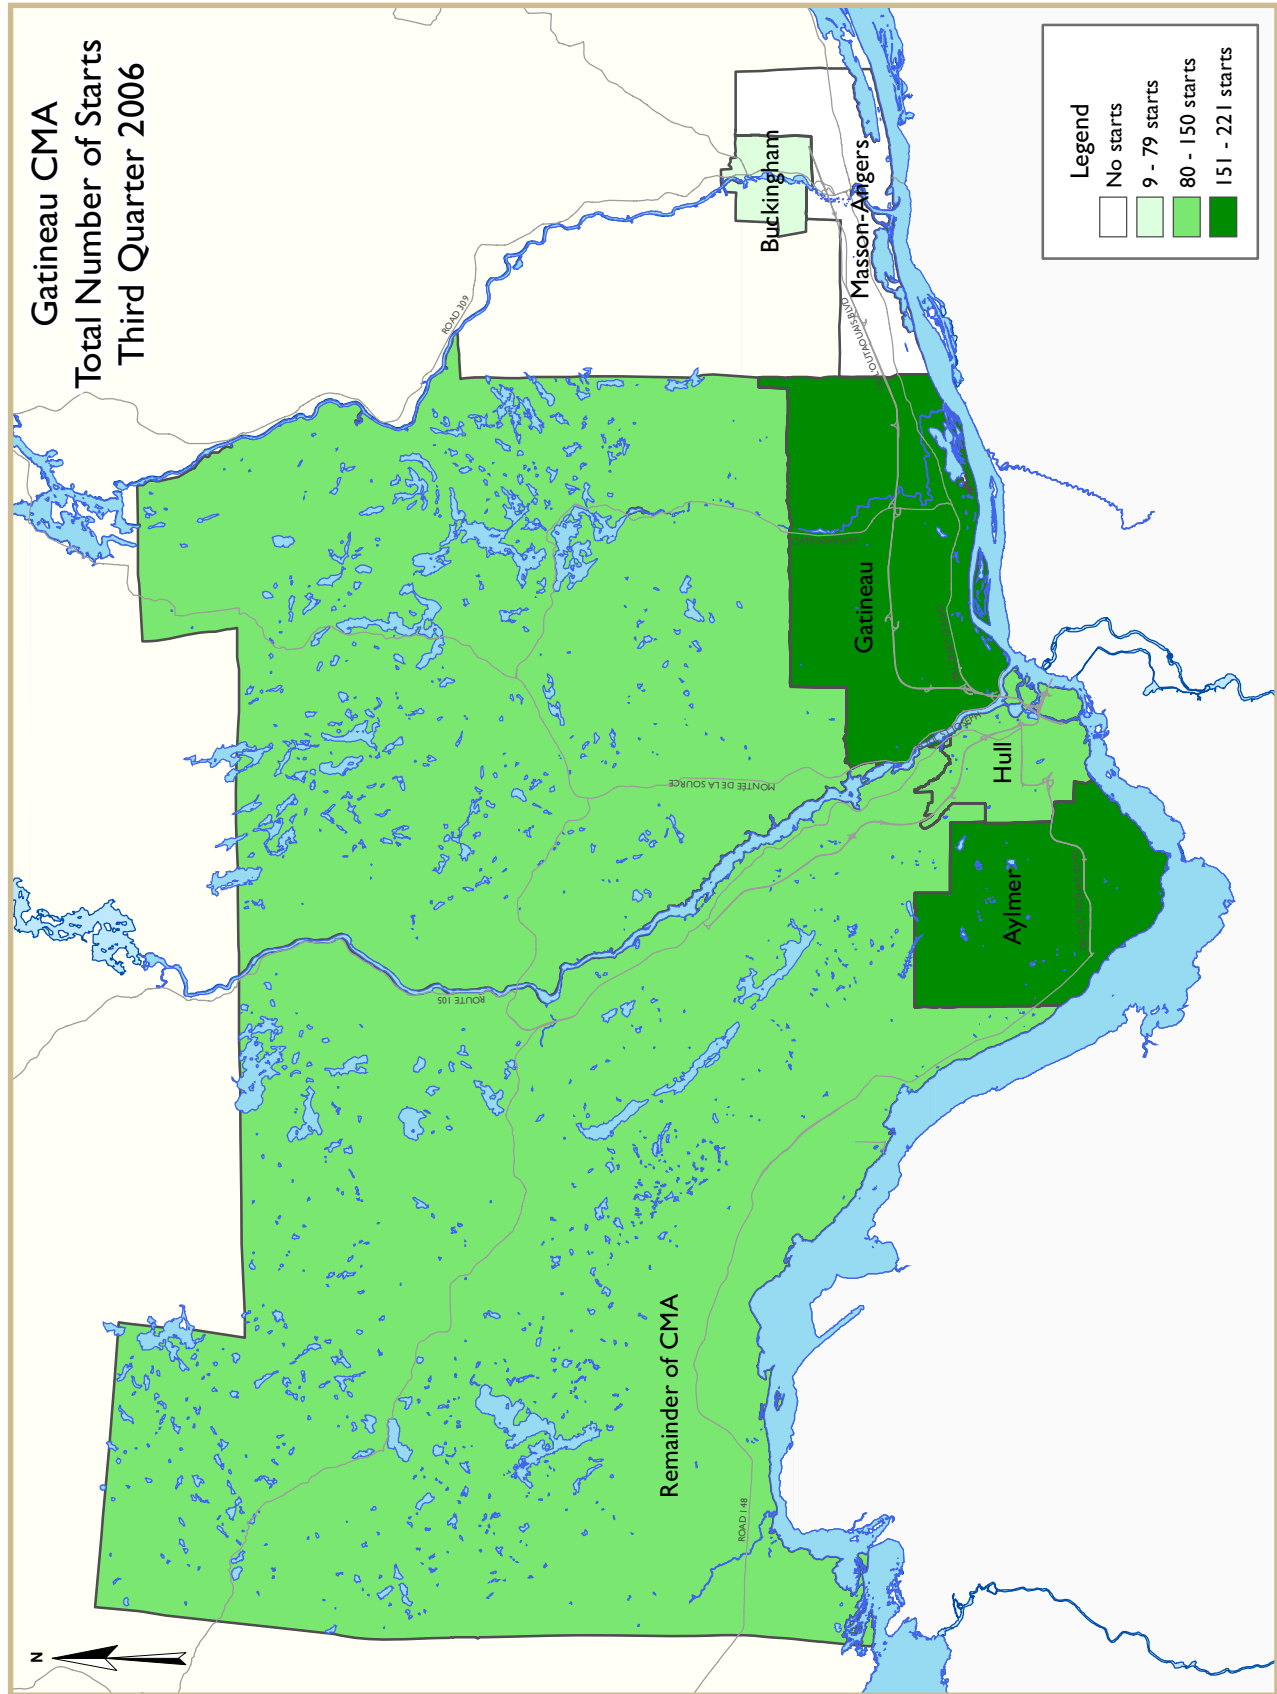 Gatineau CMA
Total Number of Starts
Third Quarter 2006
N
ROAD 309
Buckingham
Masson-Angers
Gatineau
MONTÉE DE LA SOURCE
Hull
Aylmer
ROUTE 105
Remainder of CMA
ROAD 148
Legend
No starts
9 - 79 starts
80 - 150 starts
151 - 221 starts